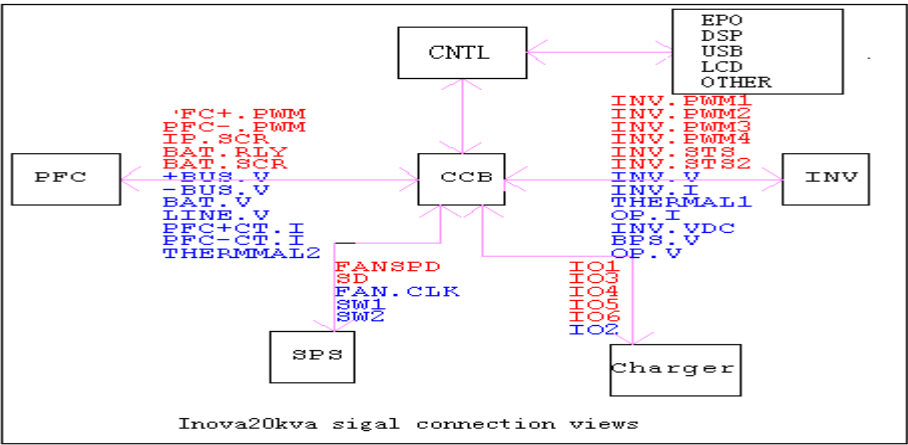 EPO
DSP
USB
LCD
OTHER
CNTL
'FC+.PWM
PFC-.PWM
IP.SCR
BAT.RLY
BAT.SCR
+BUS.V
-BUS.V
BAT.V
LINE.V
PFC+CT.I
PFC-CT.I
THERMMAL2
INV.PWM1
INV.PWM2
INV.PWM3
INV.PWM4
INV.STS
INV.STS2
INV.V
INV.I
THERMAL1
OP.I
INV.VDC
BPS.V
OP.V
PFC
CCB
INV
FANSPD
SD
FAN.CLK
SW1
SW2
IO1
IO3
IO4
IO5
IO6
IO2
SPS
Charger
Inova20kva sigal connection views